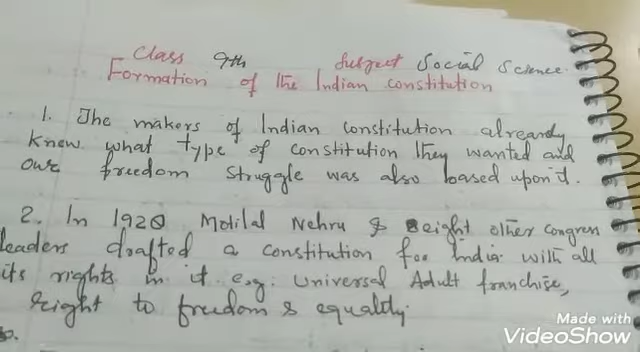 Class 9th Subject Social Science.
Formation of the Indian constitution
1. The makers of Indian constitution already
knew what type of constitution they wanted and
our freedom struggle was also based upon it.
2. In 1928 Motilal Nehru & eight other congress
leaders drafted a constitution for India with all
its rights in it e.g: Universal Adult franchise,
Right to freedom & equality.
Made with
VideoShow